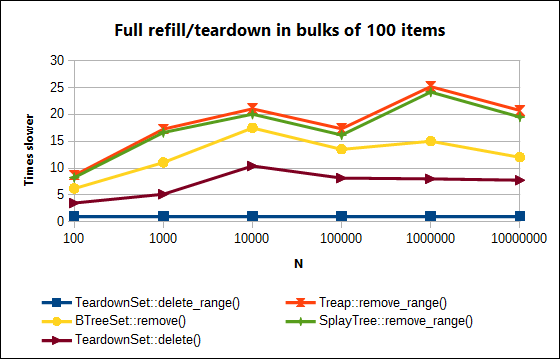 Full refill/teardown in bulks of 100 items
30
25
20
15
10
5
0
Times slower
100 1000 10000 100000 1000000 10000000
N
TeardownSet::delete_range() Treap::remove_range()
BTreeSet::remove() SplayTree::remove_range()
TeardownSet::delete()